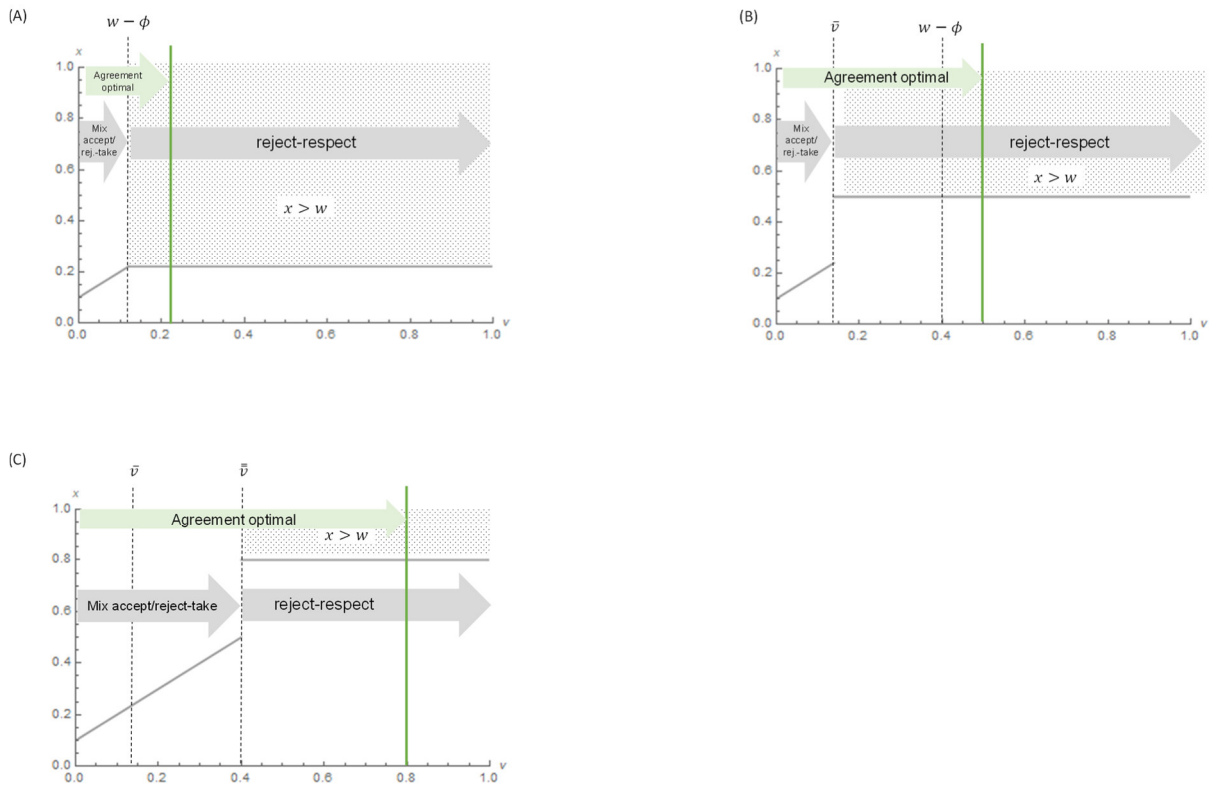 (A)
w − ϕ
x
1.0
Agreement
optimal
0.8
Mix
accept/
rej.-take
reject-respect
0.6
0.4
x > w
0.2
0.0
0.0 0.2 0.4 0.6 0.8 1.0 v
(B)
v̄ w − ϕ
x
1.0
Agreement optimal
0.8
Mix
accept/
rej.-take
reject-respect
0.6
x > w
0.4
0.2
0.0
0.0 0.2 0.4 0.6 0.8 1.0 v
(C)
v̄ v̿
x
1.0
Agreement optimal
x > w
0.8
0.6
Mix accept/reject-take reject-respect
0.4
0.2
0.0
0.0 0.2 0.4 0.6 0.8 1.0 v